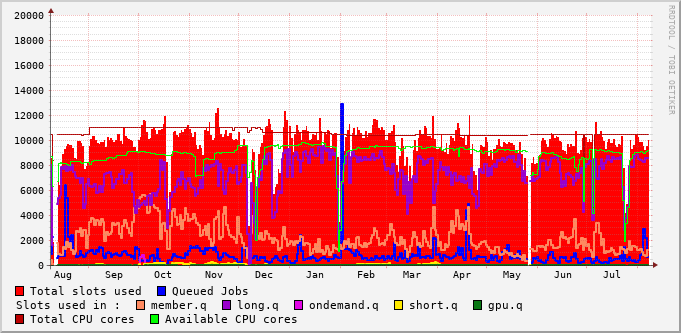 RRDTOOL / TOBI OETIKER
20000
18000
16000
14000
12000
10000
8000
6000
4000
2000
0
Aug Sep Oct Nov Dec Jan Feb Mar Apr May Jun Jul
Total slots used Queued Jobs
Slots used in : member.q long.q ondemand.q short.q gpu.q
Total CPU cores Available CPU cores